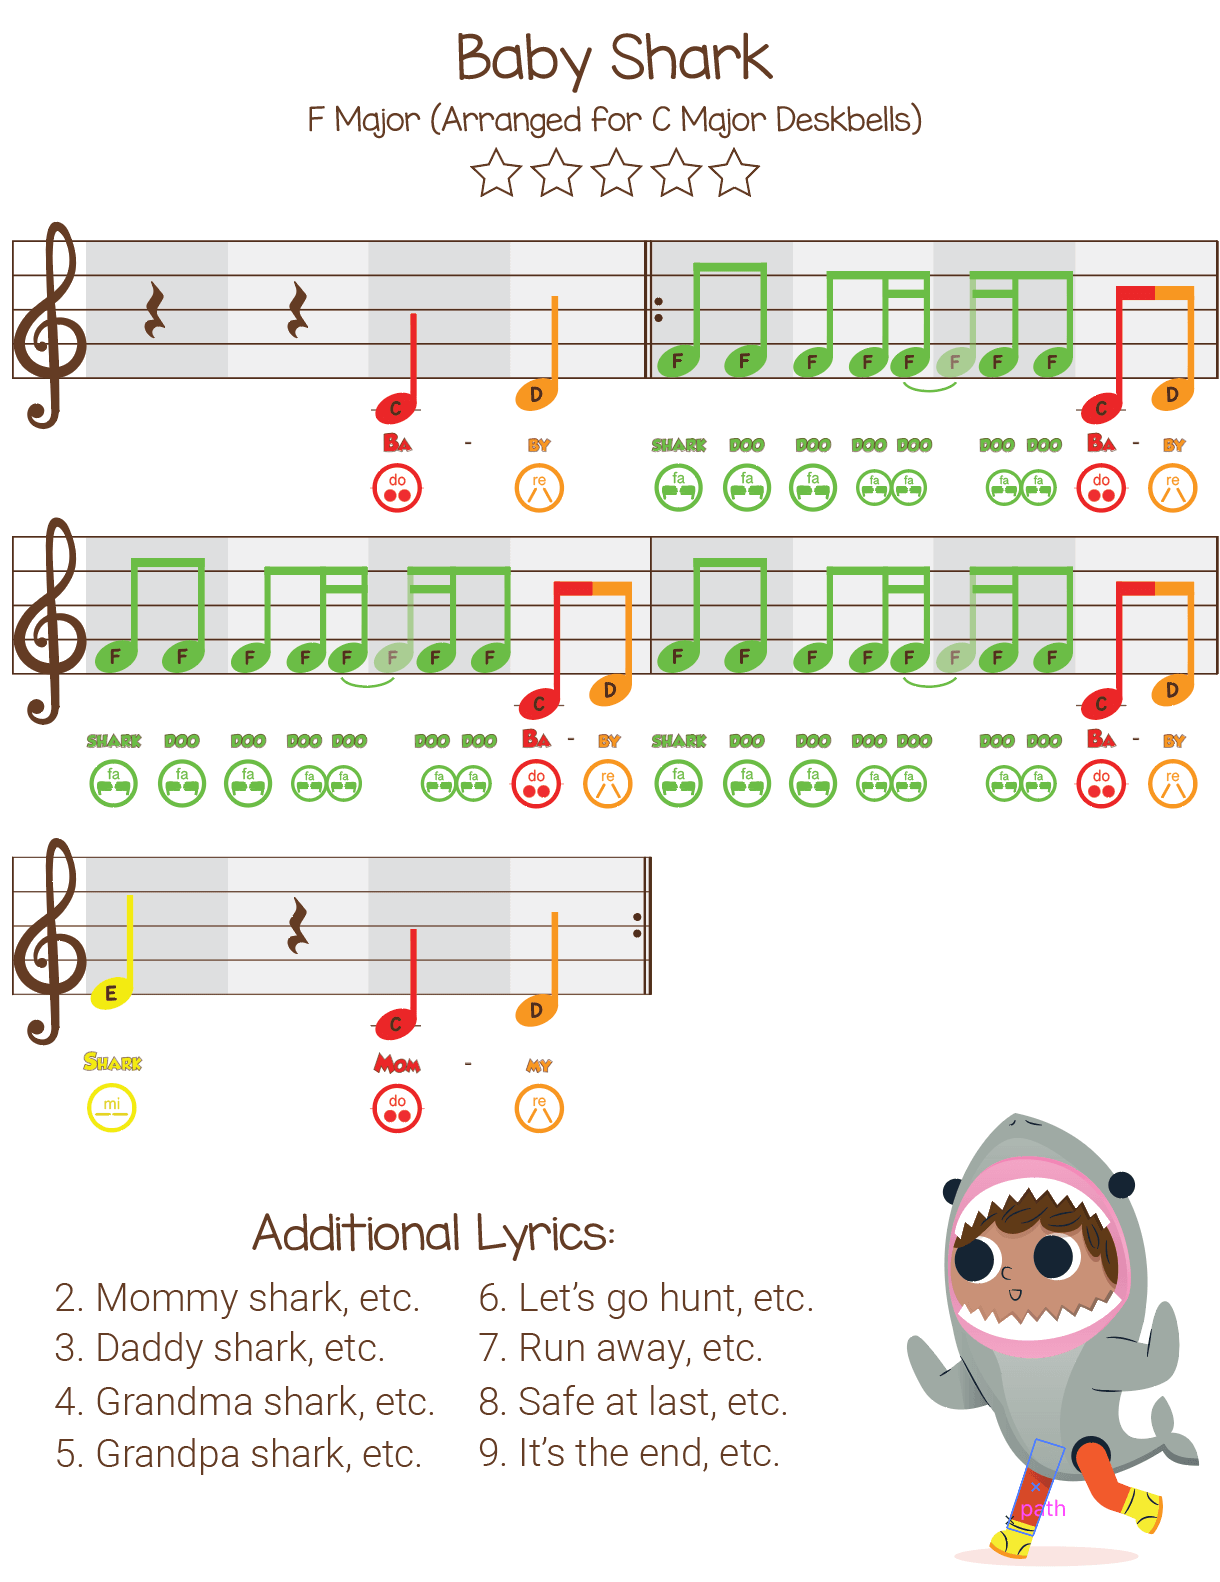 Baby Shark
F Major (Arranged for C Major Deskbells)
C D F F F F F F F F C D
BA - BY SHARK DOO DOO DOO DOO DOO DOO BA - BY
do re fa fa fa fa fa fa fa do re
F F F F F F F F C D F F F F F F F F C D
SHARK DOO DOO DOO DOO DOO DOO BA - BY SHARK DOO DOO DOO DOO DOO DOO BA - BY
fa fa fa fa fa fa fa do re fa fa fa fa fa fa fa do re
E C D
SHARK MOM - MY
mi do re
Additional Lyrics:
2. Mommy shark, etc.
3. Daddy shark, etc.
4. Grandma shark, etc.
5. Grandpa shark, etc.
6. Let's go hunt, etc.
7. Run away, etc.
8. Safe at last, etc.
9. It's the end, etc.
path